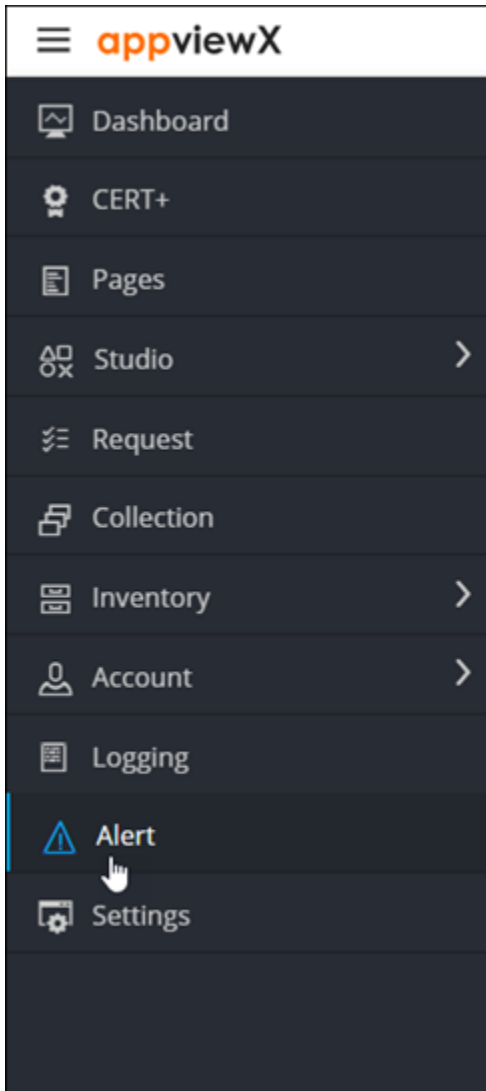 appviewX
Dashboard
CERT+
Pages
Studio
Request
Collection
Inventory
Account
Logging
Alert
Settings